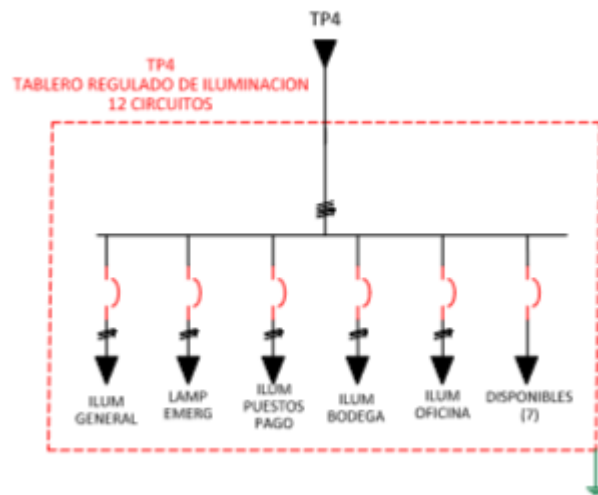 TP4
TP4
TABLERO REGULADO DE ILUMINACION
12 CIRCUITOS
ILUM
GENERAL
LAMP
EMERG
ILUM
PUESTOS
PAGO
ILUM
BODEGA
ILUM
OFICINA
DISPONIBLES
(7)